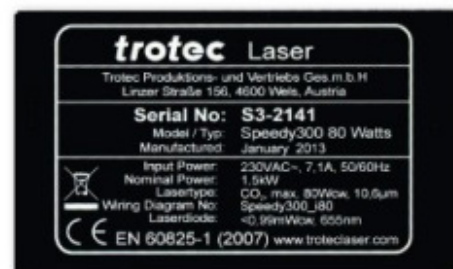 trotec Laser
Trotec Produktions- und Vertriebs Ges.m.b.H
Linzer Straße 156, 4600 Wels, Austria
Serial No: S3-2141
Model / Typ: Speedy300 80 Watts
Manufactured: January 2013
Input Power: 230VAC~, 7,1A, 50/60Hz
Nominal Power: 1.5kW
Lasertype: CO₂, max. 80Wcw, 10,6µm
Wiring Diagram No: Speedy300_i80
Laserdiode: <0.99mWcw, 655nm
CE EN 60825-1 (2007) www.troteclaser.com